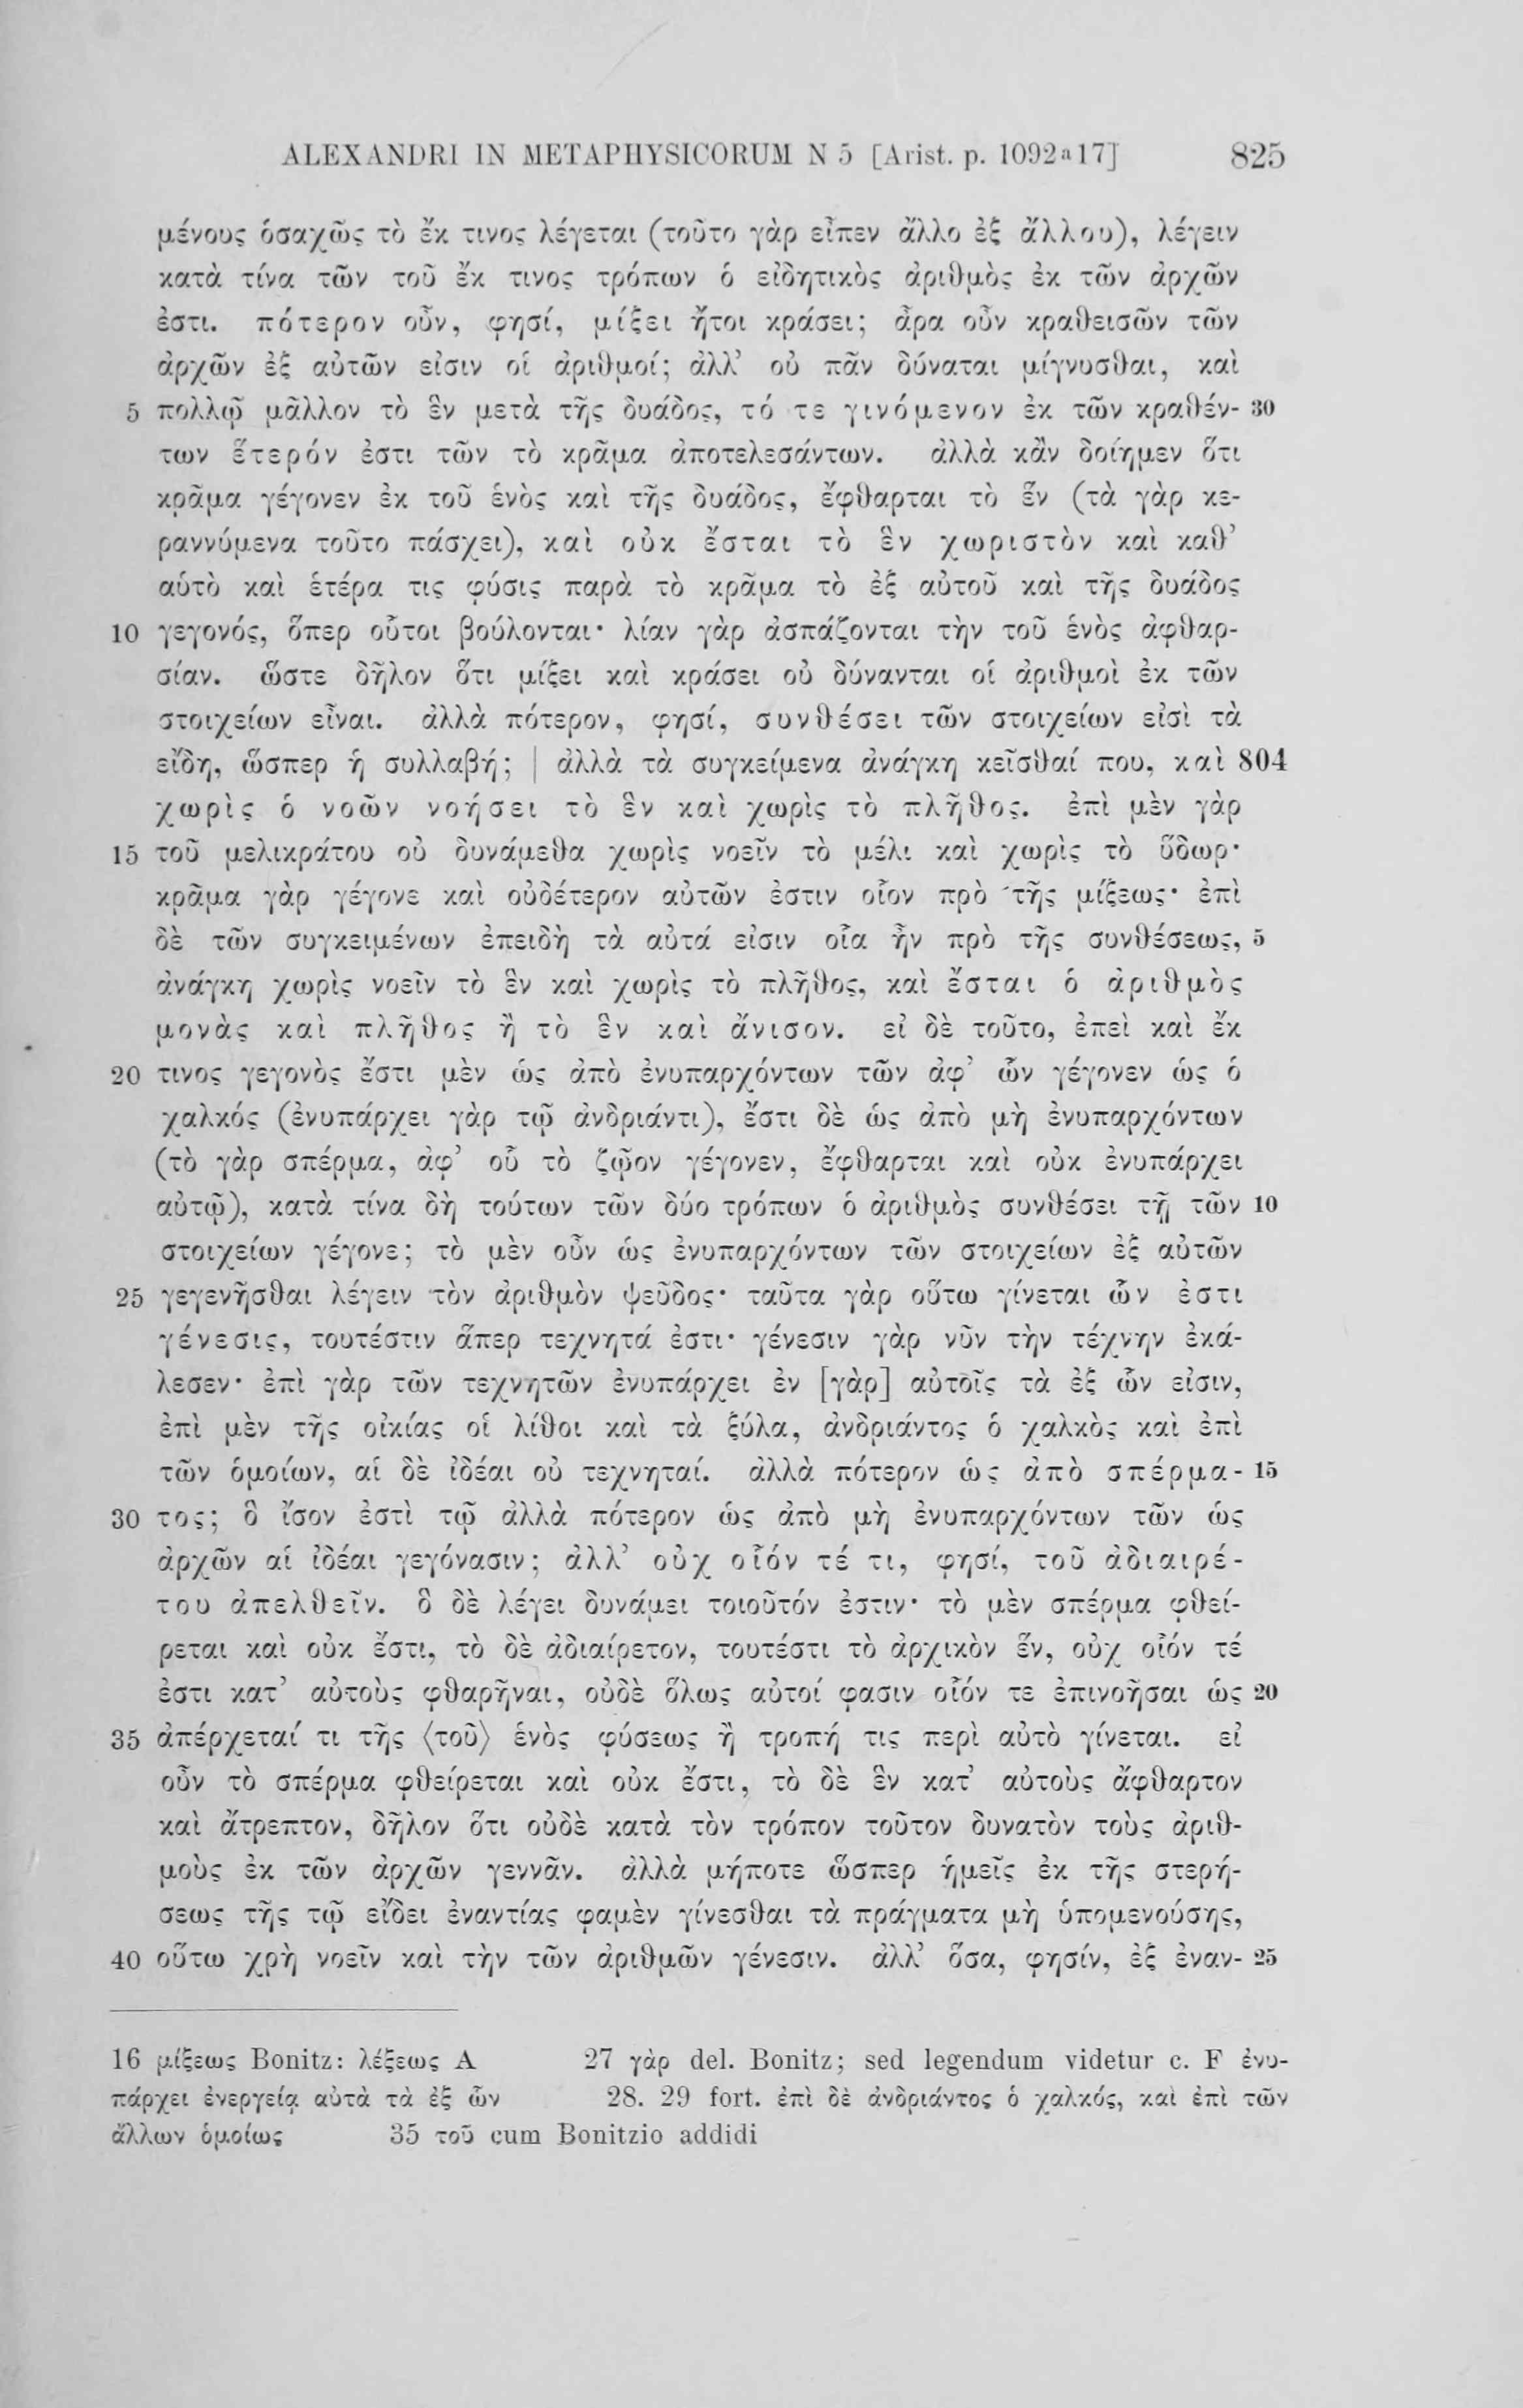 ALEXANDRI IN METAPHYSICORUM N 5 [Arist. p. 1092a17] 825
μένους ὁσαχῶς τὸ ἔκ τινος λέγεται (τοῦτο γὰρ εἶπεν ἄλλο ἐξ ἄλλου), λέγειν
κατὰ τίνα τῶν τοῦ ἔκ τινος τρόπων ὁ εἰδητικὸς ἀριθμὸς ἐκ τῶν ἀρχῶν
ἐστι. πότερον οὖν, φησί, μίξει ἤτοι κράσει; ἆρα οὖν κραθεισῶν τῶν
ἀρχῶν ἐξ αὐτῶν εἰσιν οἱ ἀριθμοί; ἀλλ’ οὐ πᾶν δύναται μίγνυσθαι, καὶ
5 πολλῷ μᾶλλον τὸ ἓν μετὰ τῆς δυάδος, τό τε γινόμενον ἐκ τῶν κραθέν- 30
των ἕτερόν ἐστι τῶν τὸ κρᾶμα ἀποτελεσάντων. ἀλλὰ κἂν δοίημεν ὅτι
κρᾶμα γέγονεν ἐκ τοῦ ἑνὸς καὶ τῆς δυάδος, ἔφθαρται τὸ ἕν (τὰ γὰρ κε-
ραννύμενα τοῦτο πάσχει), καὶ οὐκ ἔσται τὸ ἓν χωριστὸν καὶ καθ’
αὑτὸ καὶ ἑτέρα τις φύσις παρὰ τὸ κρᾶμα τὸ ἐξ αὐτοῦ καὶ τῆς δυάδος
10 γεγονός, ὅπερ οὗτοι βούλονται· λίαν γὰρ ἀσπάζονται τὴν τοῦ ἑνὸς ἀφθαρ-
σίαν. ὥστε δῆλον ὅτι μίξει καὶ κράσει οὐ δύνανται οἱ ἀριθμοὶ ἐκ τῶν
στοιχείων εἶναι. ἀλλὰ πότερον, φησί, συνθέσει τῶν στοιχείων εἰσὶ τὰ
εἴδη, ὥσπερ ἡ συλλαβή; | ἀλλὰ τὰ συγκείμενα ἀνάγκη κεῖσθαί που, καὶ 804
χωρὶς ὁ νοῶν νοήσει τὸ ἓν καὶ χωρὶς τὸ πλῆθος. ἐπὶ μὲν γὰρ
15 τοῦ μελικράτου οὐ δυνάμεθα χωρὶς νοεῖν τὸ μέλι καὶ χωρὶς τὸ ὕδωρ·
κρᾶμα γὰρ γέγονε καὶ οὐδέτερον αὐτῶν ἐστιν οἷον πρὸ τῆς μίξεως· ἐπὶ
δὲ τῶν συγκειμένων ἐπειδὴ τὰ αὐτά εἰσιν οἷα ἦν πρὸ τῆς συνθέσεως, 5
ἀνάγκη χωρὶς νοεῖν τὸ ἓν καὶ χωρὶς τὸ πλῆθος, καὶ ἔσται ὁ ἀριθμὸς
μονὰς καὶ πλῆθος ἢ τὸ ἓν καὶ ἄνισον. εἰ δὲ τοῦτο, ἐπεὶ καὶ ἔκ
20 τινος γεγονὸς ἔστι μὲν ὡς ἀπὸ ἐνυπαρχόντων τῶν ἀφ’ ὧν γέγονεν ὡς ὁ
χαλκός (ἐνυπάρχει γὰρ τῷ ἀνδριάντι), ἔστι δὲ ὡς ἀπὸ μὴ ἐνυπαρχόντων
(τὸ γὰρ σπέρμα, ἀφ’ οὗ τὸ ζῷον γέγονεν, ἔφθαρται καὶ οὐκ ἐνυπάρχει
αὐτῷ), κατὰ τίνα δὴ τούτων τῶν δύο τρόπων ὁ ἀριθμὸς συνθέσει τῇ τῶν 10
στοιχείων γέγονε; τὸ μὲν οὖν ὡς ἐνυπαρχόντων τῶν στοιχείων ἐξ αὐτῶν
25 γεγενῆσθαι λέγειν τὸν ἀριθμὸν ψεῦδος· ταῦτα γὰρ οὕτω γίνεται ὧν ἐστι
γένεσις, τουτέστιν ἅπερ τεχνητά ἐστι· γένεσιν γὰρ νῦν τὴν τέχνην ἐκά-
λεσεν· ἐπὶ γὰρ τῶν τεχνητῶν ἐνυπάρχει ἐν [γὰρ] αὐτοῖς τὰ ἐξ ὧν εἰσιν,
ἐπὶ μὲν τῆς οἰκίας οἱ λίθοι καὶ τὰ ξύλα, ἀνδριάντος ὁ χαλκὸς καὶ ἐπὶ
τῶν ὁμοίων, αἱ δὲ ἰδέαι οὐ τεχνηταί. ἀλλὰ πότερον ὡς ἀπὸ σπέρμα- 15
30 τος; ὃ ἴσον ἐστὶ τῷ ἀλλὰ πότερον ὡς ἀπὸ μὴ ἐνυπαρχόντων τῶν ὡς
ἀρχῶν αἱ ἰδέαι γεγόνασιν; ἀλλ’ οὐχ οἷόν τέ τι, φησί, τοῦ ἀδιαιρέ-
του ἀπελθεῖν. ὃ δὲ λέγει δυνάμει τοιοῦτόν ἐστιν· τὸ μὲν σπέρμα φθεί-
ρεται καὶ οὐκ ἔστι, τὸ δὲ ἀδιαίρετον, τουτέστι τὸ ἀρχικὸν ἕν, οὐχ οἷόν τέ
ἐστι κατ’ αὐτοὺς φθαρῆναι, οὐδὲ ὅλως αὐτοί φασιν οἷόν τε ἐπινοῆσαι ὡς 20
35 ἀπέρχεταί τι τῆς ⟨τοῦ⟩ ἑνὸς φύσεως ἢ τροπή τις περὶ αὐτὸ γίνεται. εἰ
οὖν τὸ σπέρμα φθείρεται καὶ οὐκ ἔστι, τὸ δὲ ἓν κατ’ αὐτοὺς ἄφθαρτον
καὶ ἄτρεπτον, δῆλον ὅτι οὐδὲ κατὰ τὸν τρόπον τοῦτον δυνατὸν τοὺς ἀριθ-
μοὺς ἐκ τῶν ἀρχῶν γεννᾶν. ἀλλὰ μήποτε ὥσπερ ἡμεῖς ἐκ τῆς στερή-
σεως τῆς τῷ εἴδει ἐναντίας φαμὲν γίνεσθαι τὰ πράγματα μὴ ὑπομενούσης,
40 οὕτω χρὴ νοεῖν καὶ τὴν τῶν ἀριθμῶν γένεσιν. ἀλλ’ ὅσα, φησίν, ἐξ ἐναν- 25
16 μίξεως Bonitz: λέξεως A 27 γὰρ del. Bonitz; sed legendum videtur c. F ἐνυ-
πάρχει ἐνεργείᾳ αὐτὰ τὰ ἐξ ὧν 28. 29 fort. ἐπὶ δὲ ἀνδριάντος ὁ χαλκός, καὶ ἐπὶ τῶν
ἄλλων ὁμοίως 35 τοῦ cum Bonitzio addidi